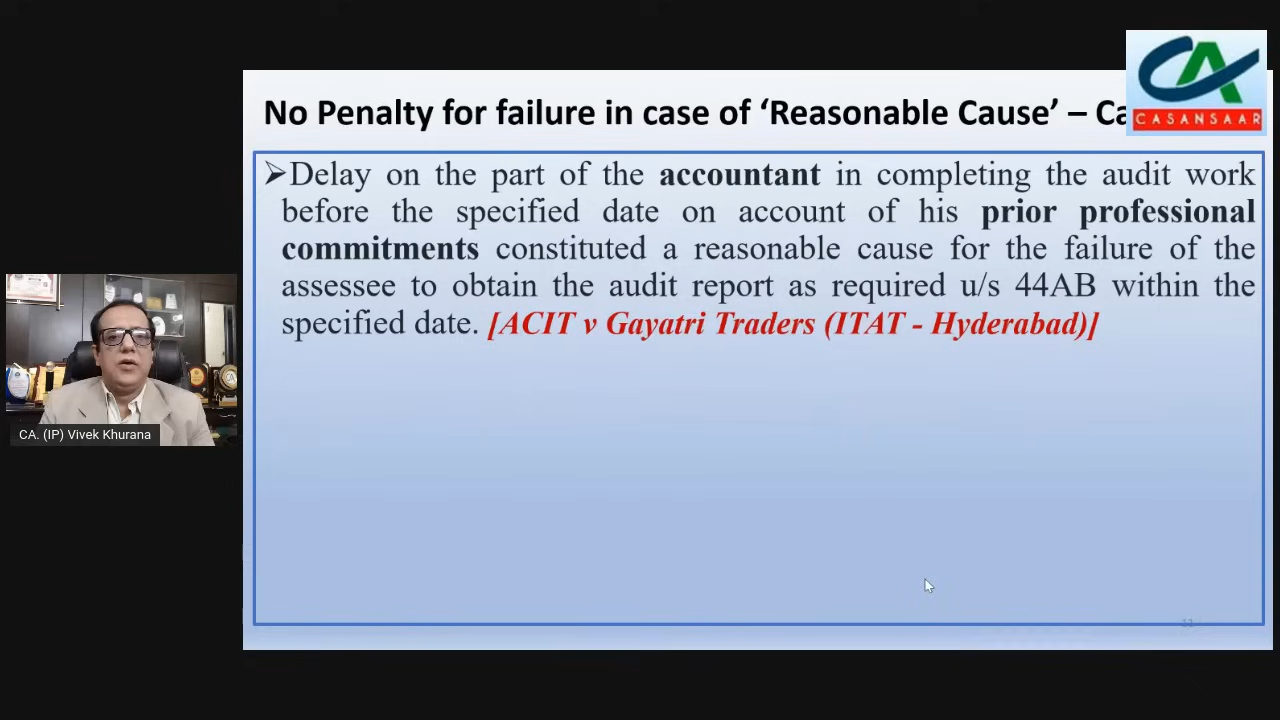 No Penalty for failure in case of ‘Reasonable Cause’ –
CASANSAAR
➢Delay on the part of the accountant in completing the audit work
before the specified date on account of his prior professional
commitments constituted a reasonable cause for the failure of the
assessee to obtain the audit report as required u/s 44AB within the
specified date. [ACIT v Gayatri Traders (ITAT - Hyderabad)]
CA. (IP) Vivek Khurana